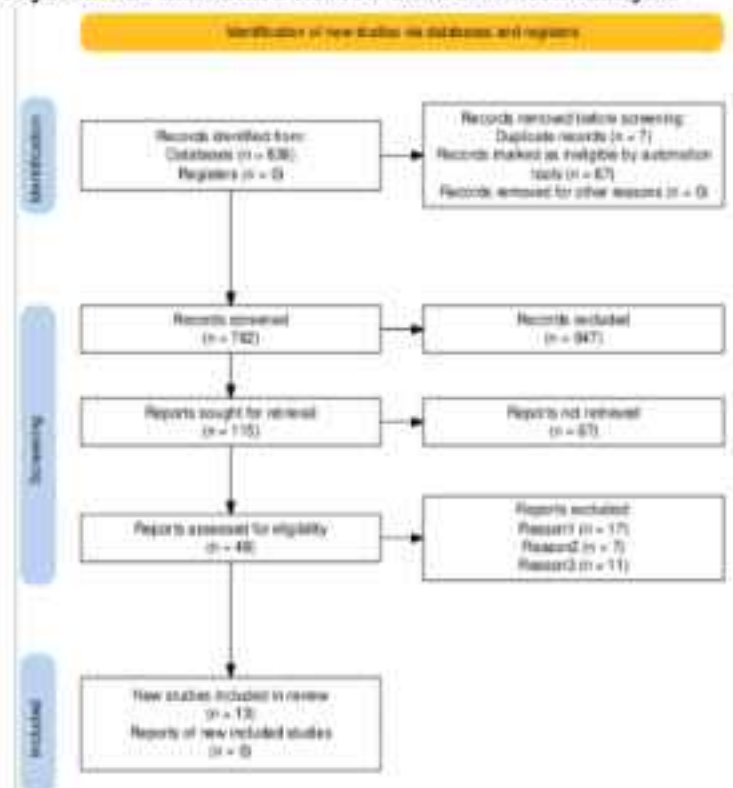 Identification of new studies via databases and registers
Identification
Records identified from:
Databases (n = 836)
Registers (n = 0)
Records removed before screening:
Duplicate records (n = 7)
Records marked as ineligible by automation
tools (n = 67)
Records removed for other reasons (n = 0)
Screening
Records screened
(n = 762)
Records excluded
(n = 647)
Reports sought for retrieval
(n = 115)
Reports not retrieved
(n = 67)
Reports assessed for eligibility
(n = 48)
Reports excluded:
Reason1 (n = 17)
Reason2 (n = 7)
Reason3 (n = 11)
Included
New studies included in review
(n = 13)
Reports of new included studies
(n = 0)